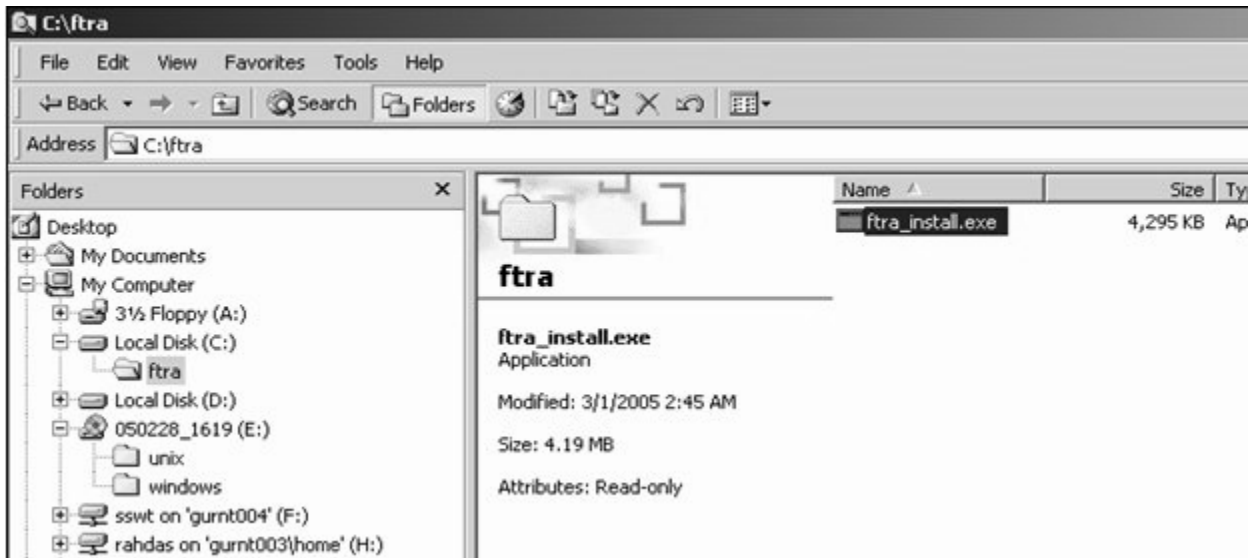 C:\ftra
File Edit View Favorites Tools Help
Back Search Folders
Address C:\ftra
Folders
Desktop
My Documents
My Computer
3½ Floppy (A:)
Local Disk (C:)
ftra
Local Disk (D:)
050228_1619 (E:)
unix
windows
sswt on 'gurnt004' (F:)
rahdas on 'gurnt003\home' (H:)
ftra
ftra_install.exe
Application
Modified: 3/1/2005 2:45 AM
Size: 4.19 MB
Attributes: Read-only
Name Size Ty
ftra_install.exe 4,295 KB Ap